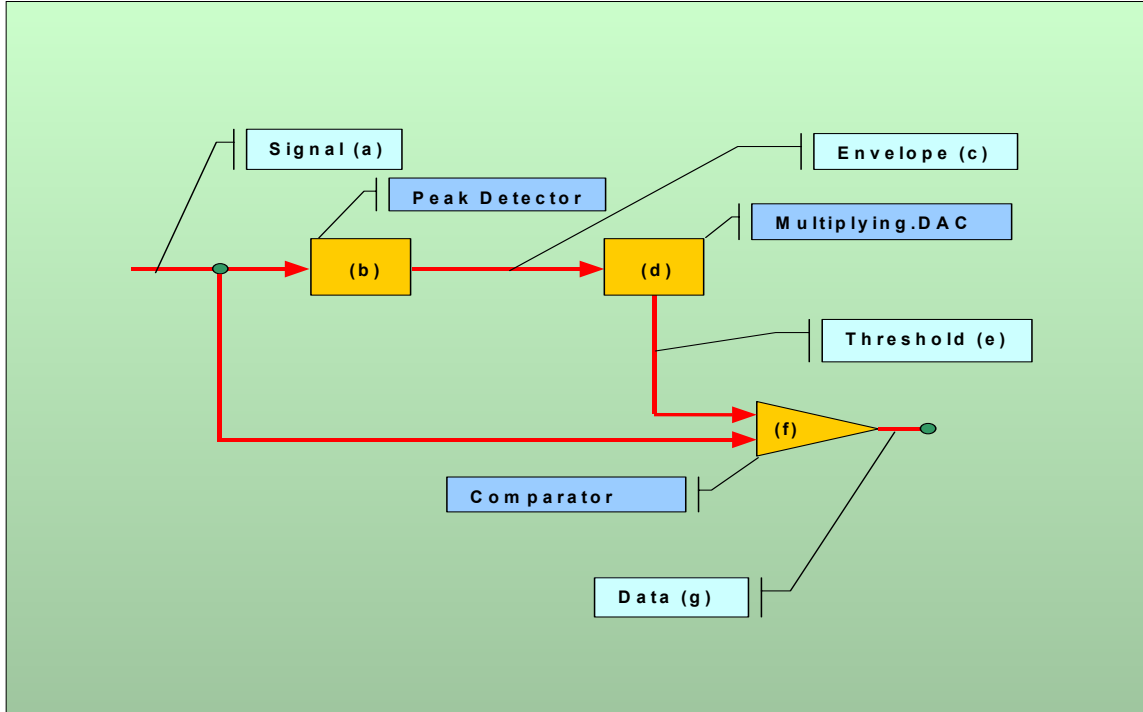 Signal (a)
Envelope (c)
Peak Detector
Multiplying.DAC
(b)
(d)
Threshold (e)
(f)
Comparator
Data (g)